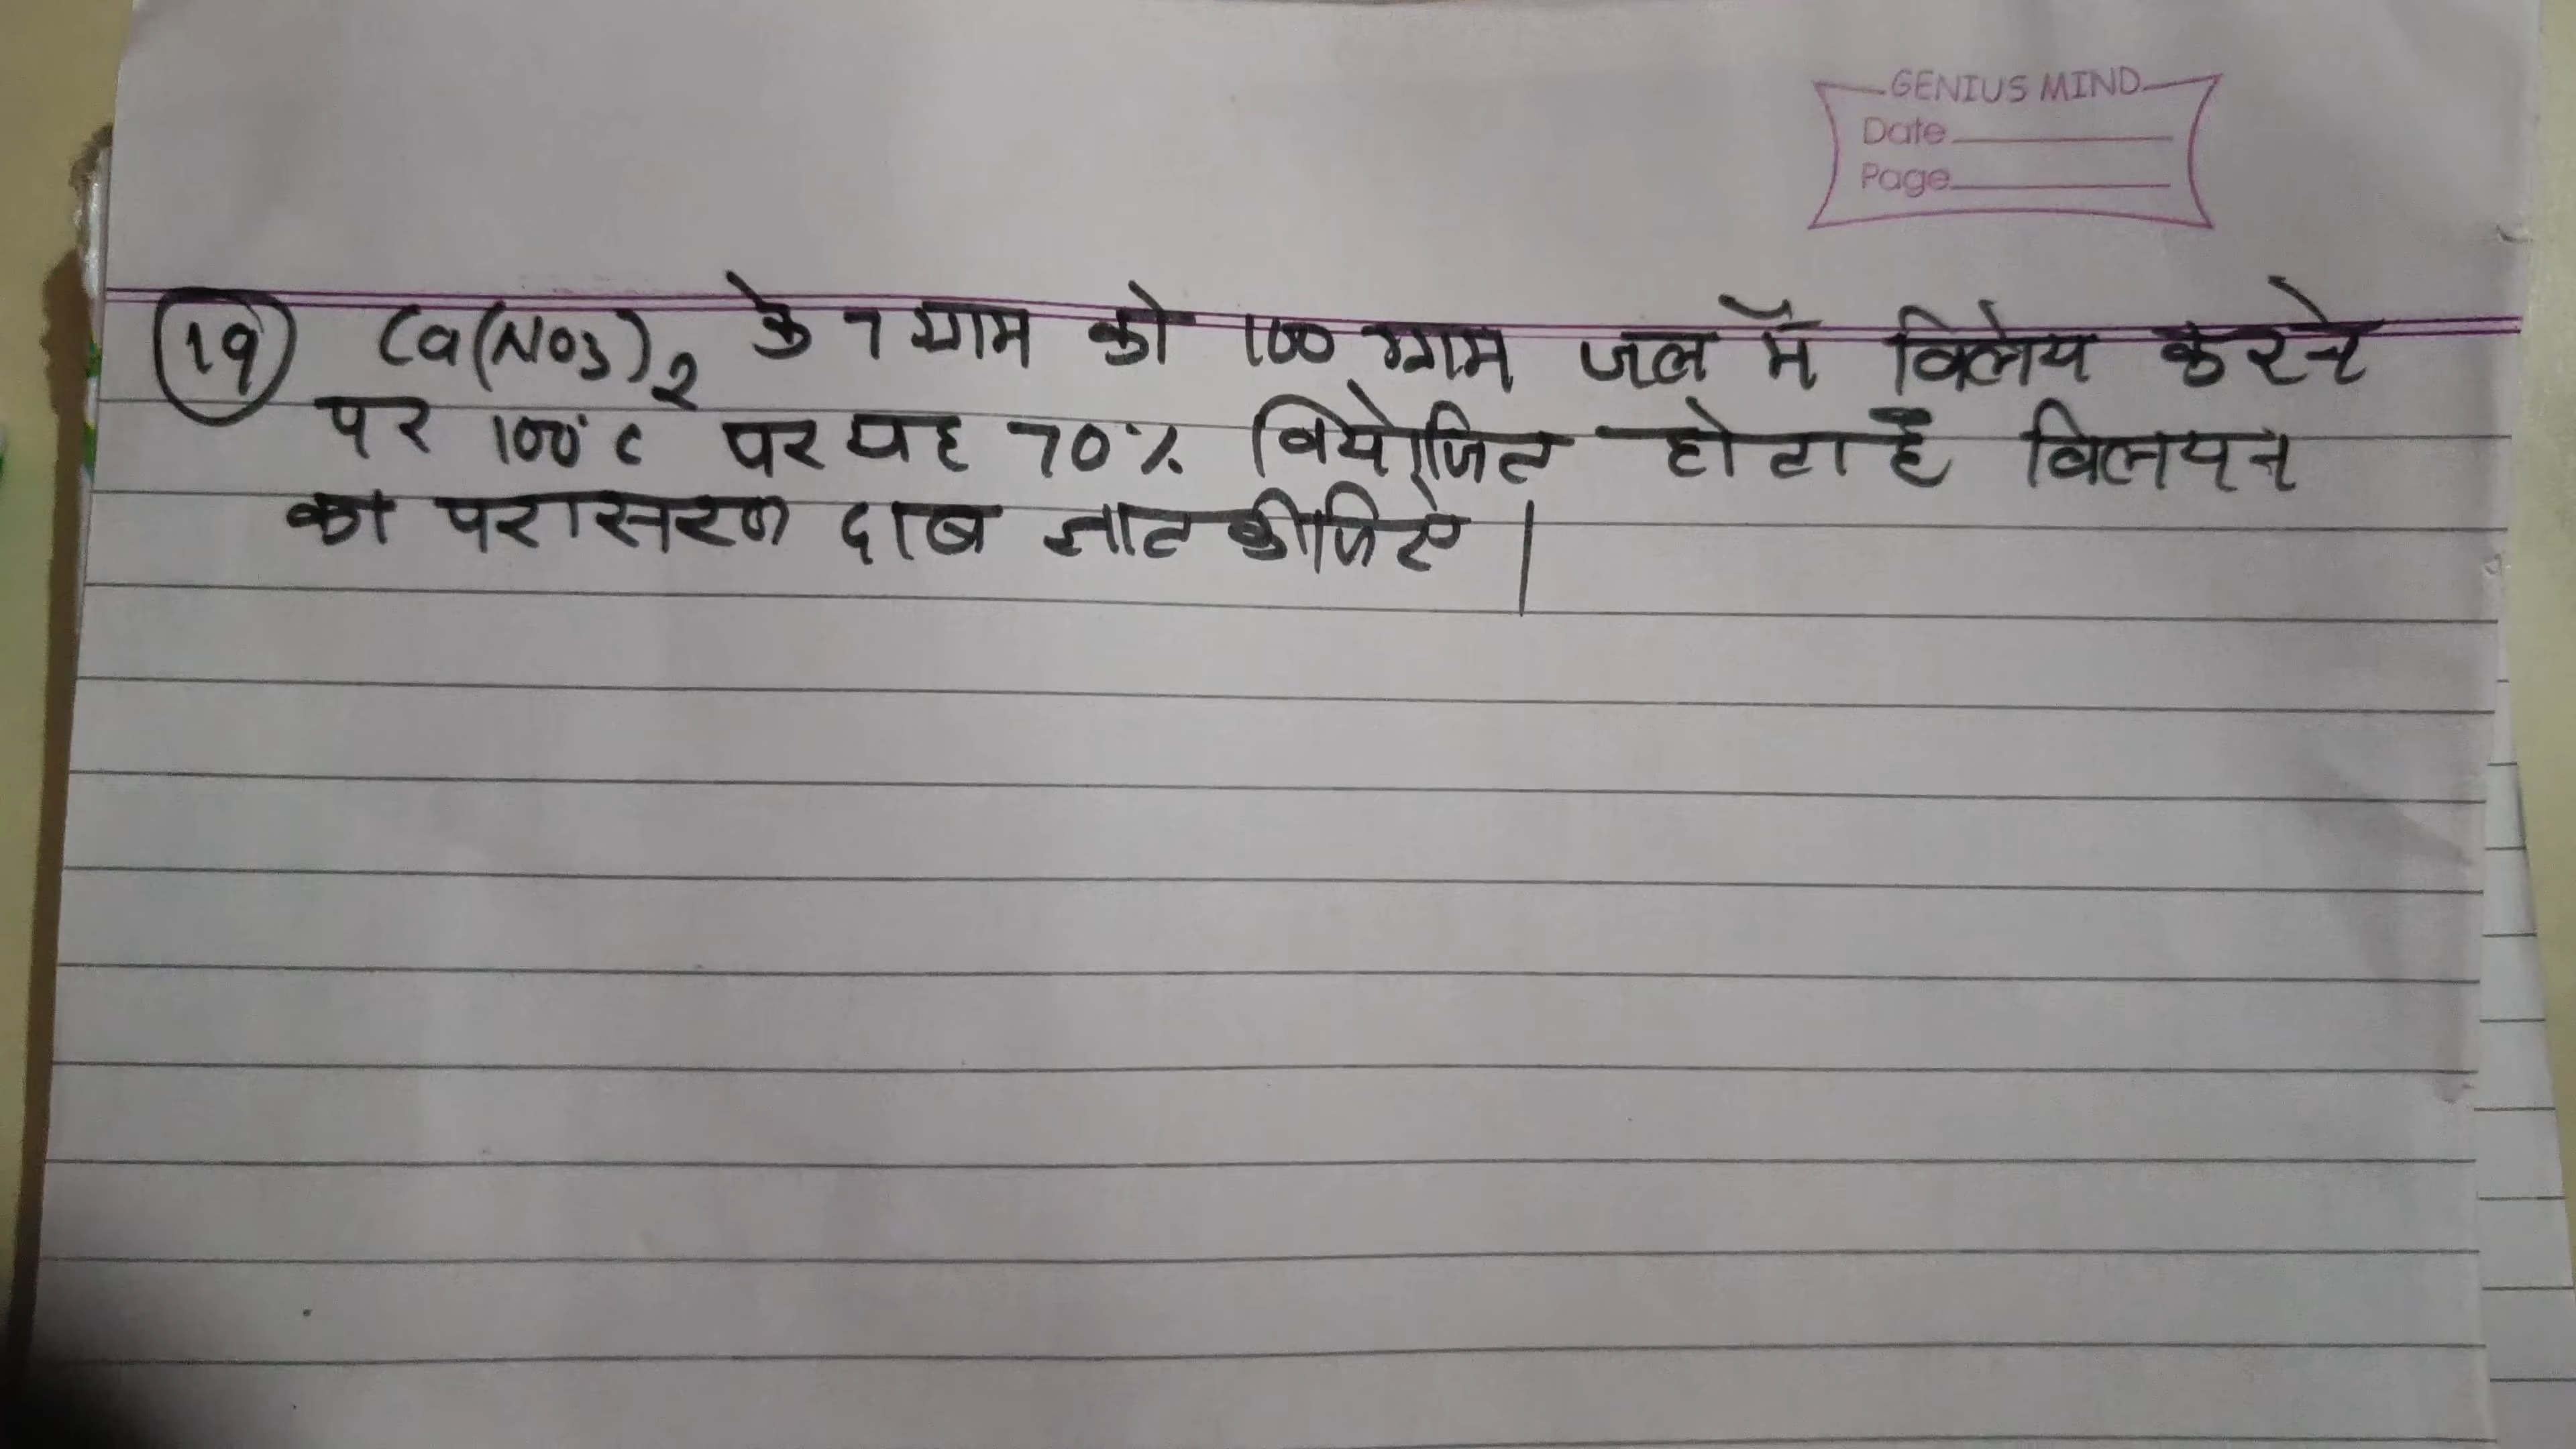 GENIUS MIND
Date
Page
19 Ca(NO3)2 के 7 ग्राम को 100 ग्राम जल में विलेय करने
पर 100°C पर यह 70% वियोजित होता है विलयन
का परासरण दाब ज्ञात कीजिए।